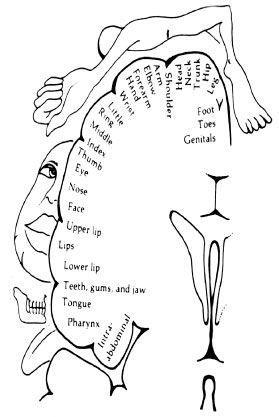 Leg
Hip
Trunk
Neck
Head
Shoulder
Arm
Elbow
Forearm
Wrist
Hand
Little
Ring
Middle
Index
Thumb
Eye
Nose
Face
Upper lip
Lips
Lower lip
Teeth, gums, and jaw
Tongue
Pharynx
Intra-
abdominal
Foot
Toes
Genitals